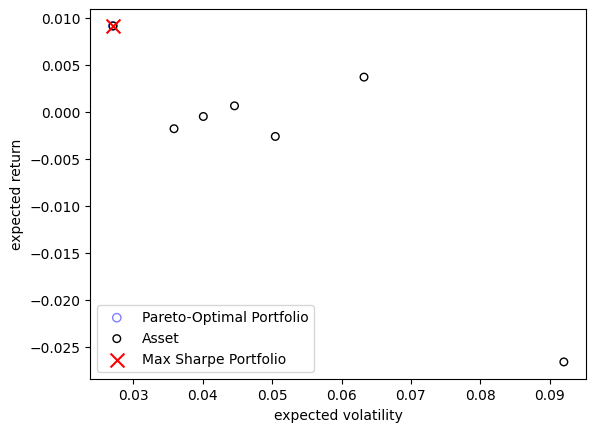 0.010
0.005
0.000
−0.005
−0.010
−0.015
−0.020
−0.025
expected return
Pareto-Optimal Portfolio
Asset
Max Sharpe Portfolio
0.03 0.04 0.05 0.06 0.07 0.08 0.09
expected volatility